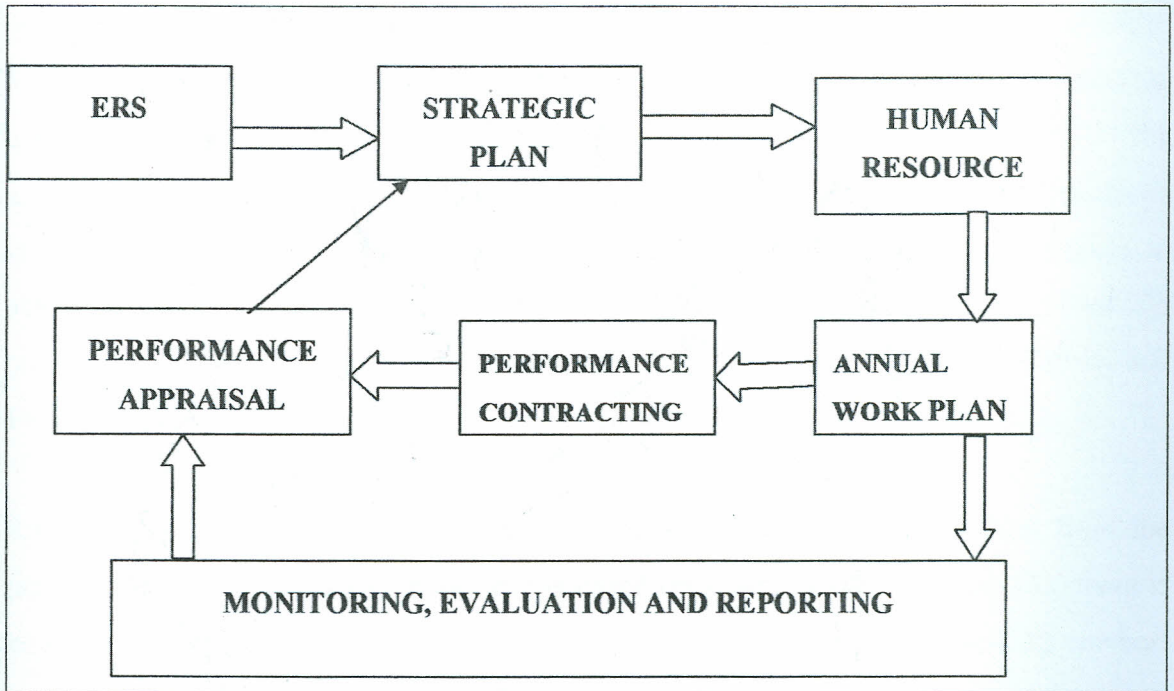 ERS
STRATEGIC
PLAN
HUMAN
RESOURCE
PERFORMANCE
APPRAISAL
PERFORMANCE
CONTRACTING
ANNUAL
WORK PLAN
MONITORING, EVALUATION AND REPORTING